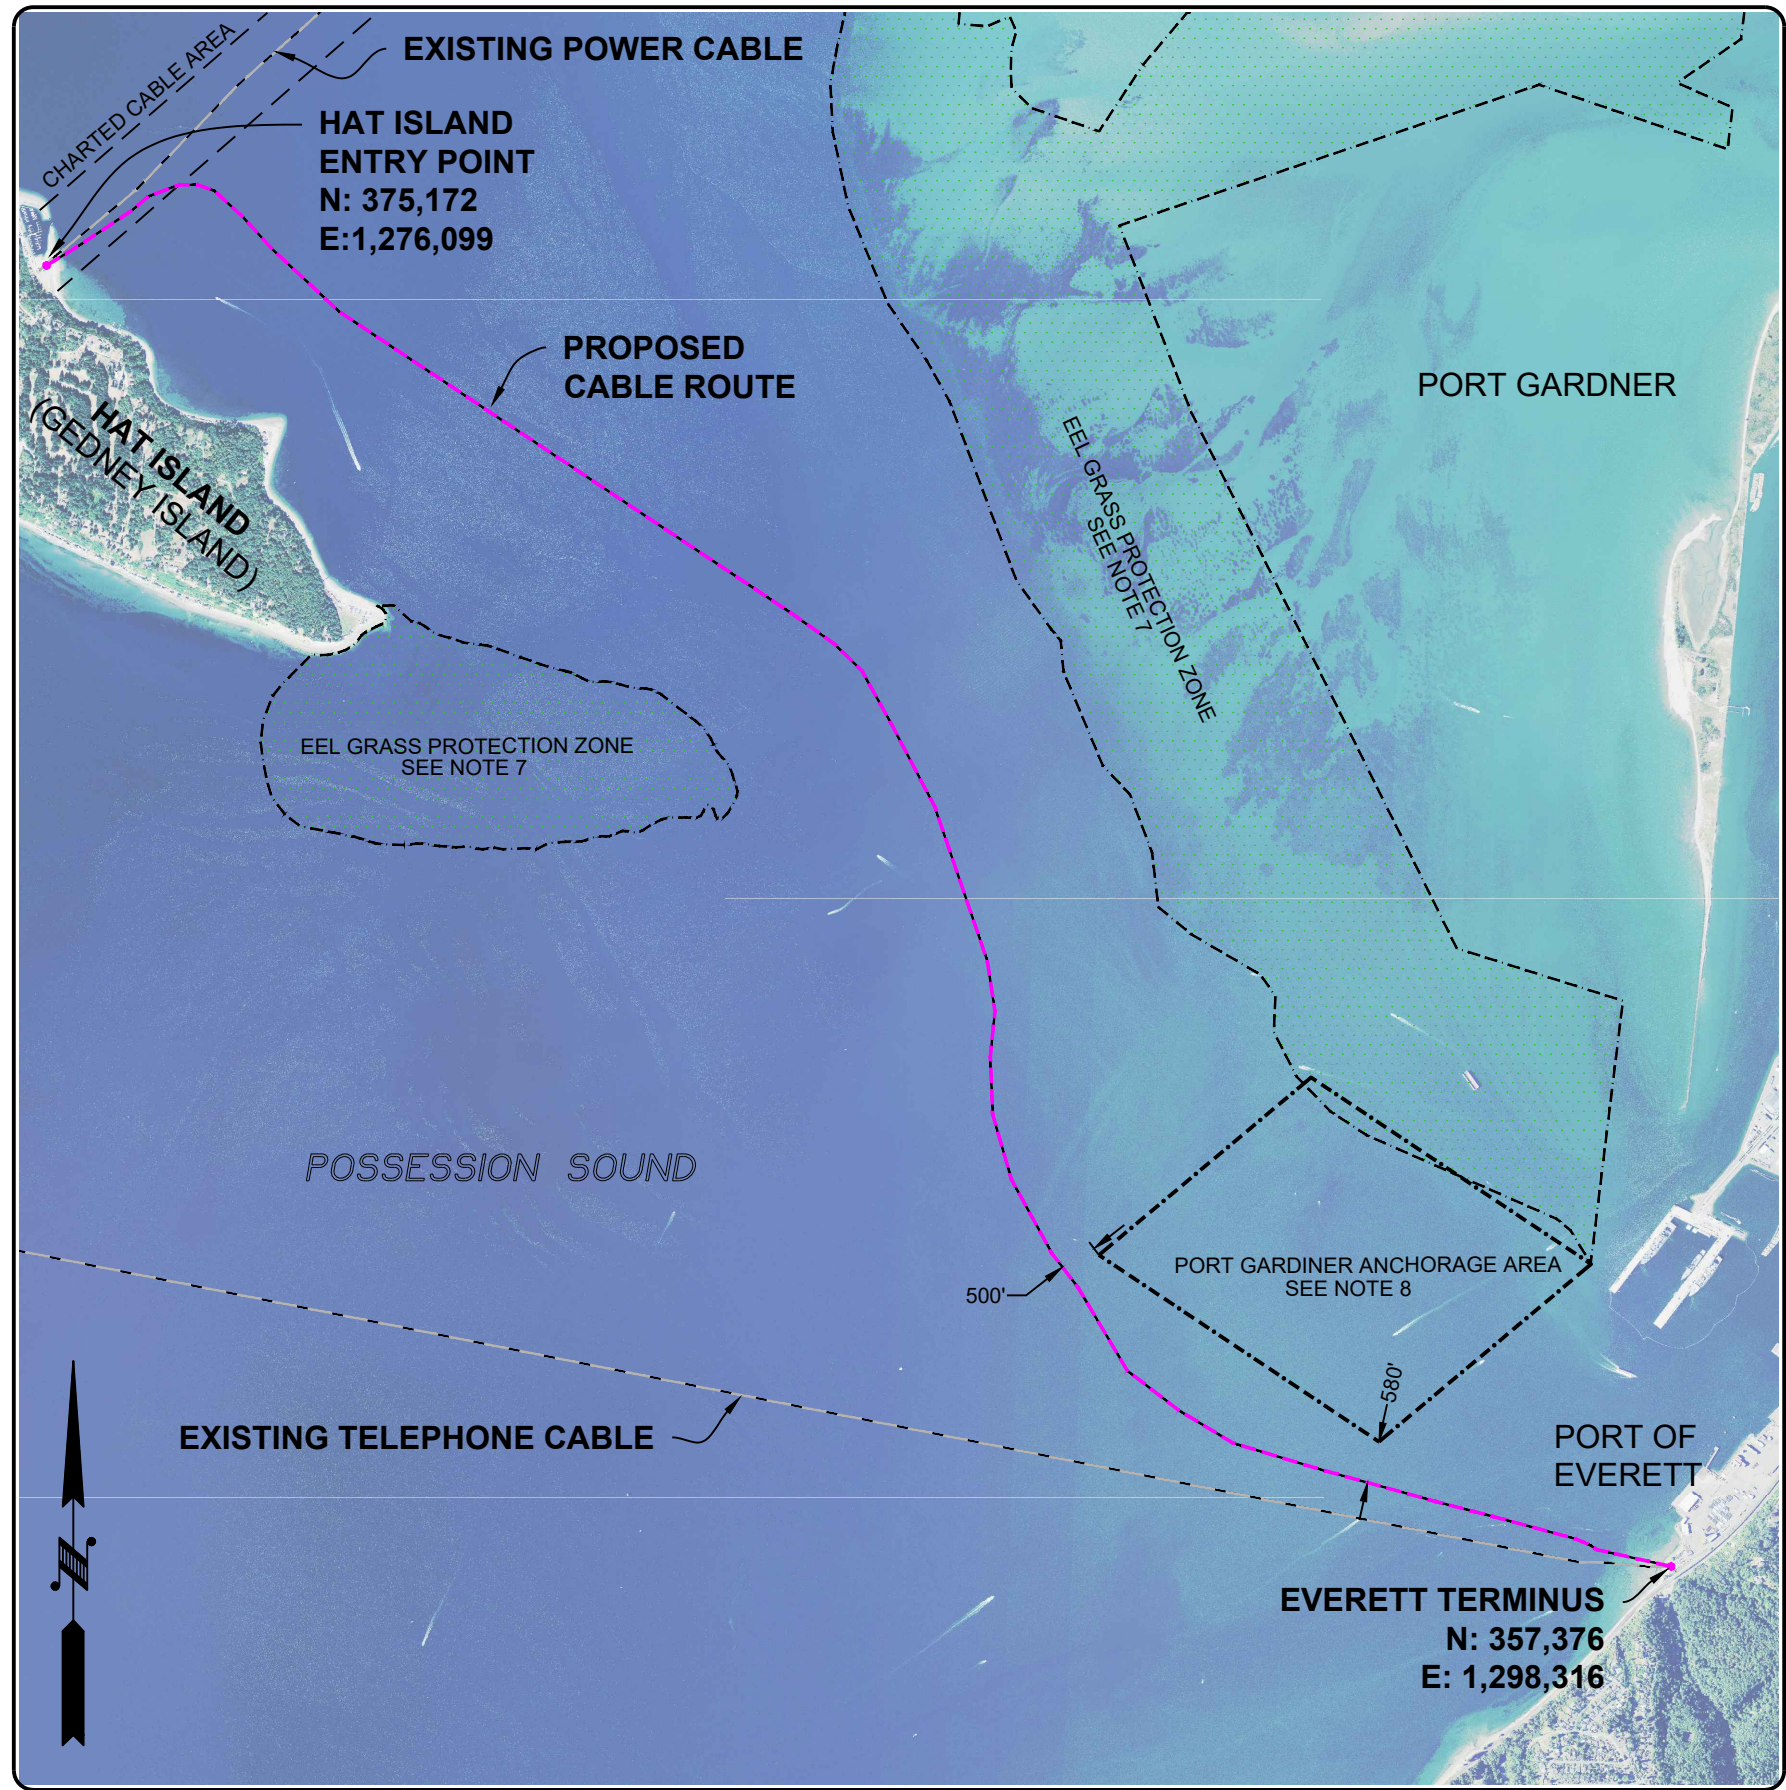 CHARTED CABLE AREA
EXISTING POWER CABLE
HAT ISLAND
ENTRY POINT
N: 375,172
E:1,276,099
PROPOSED
CABLE ROUTE
PORT GARDNER
HAT ISLAND
(GEDNEY ISLAND)
EEL GRASS PROTECTION ZONE
SEE NOTE 7
EEL GRASS PROTECTION ZONE
SEE NOTE 7
POSSESSION SOUND
PORT GARDINER ANCHORAGE AREA
SEE NOTE 8
500'
580'
EXISTING TELEPHONE CABLE
PORT OF
EVERETT
N
EVERETT TERMINUS
N: 357,376
E: 1,298,316